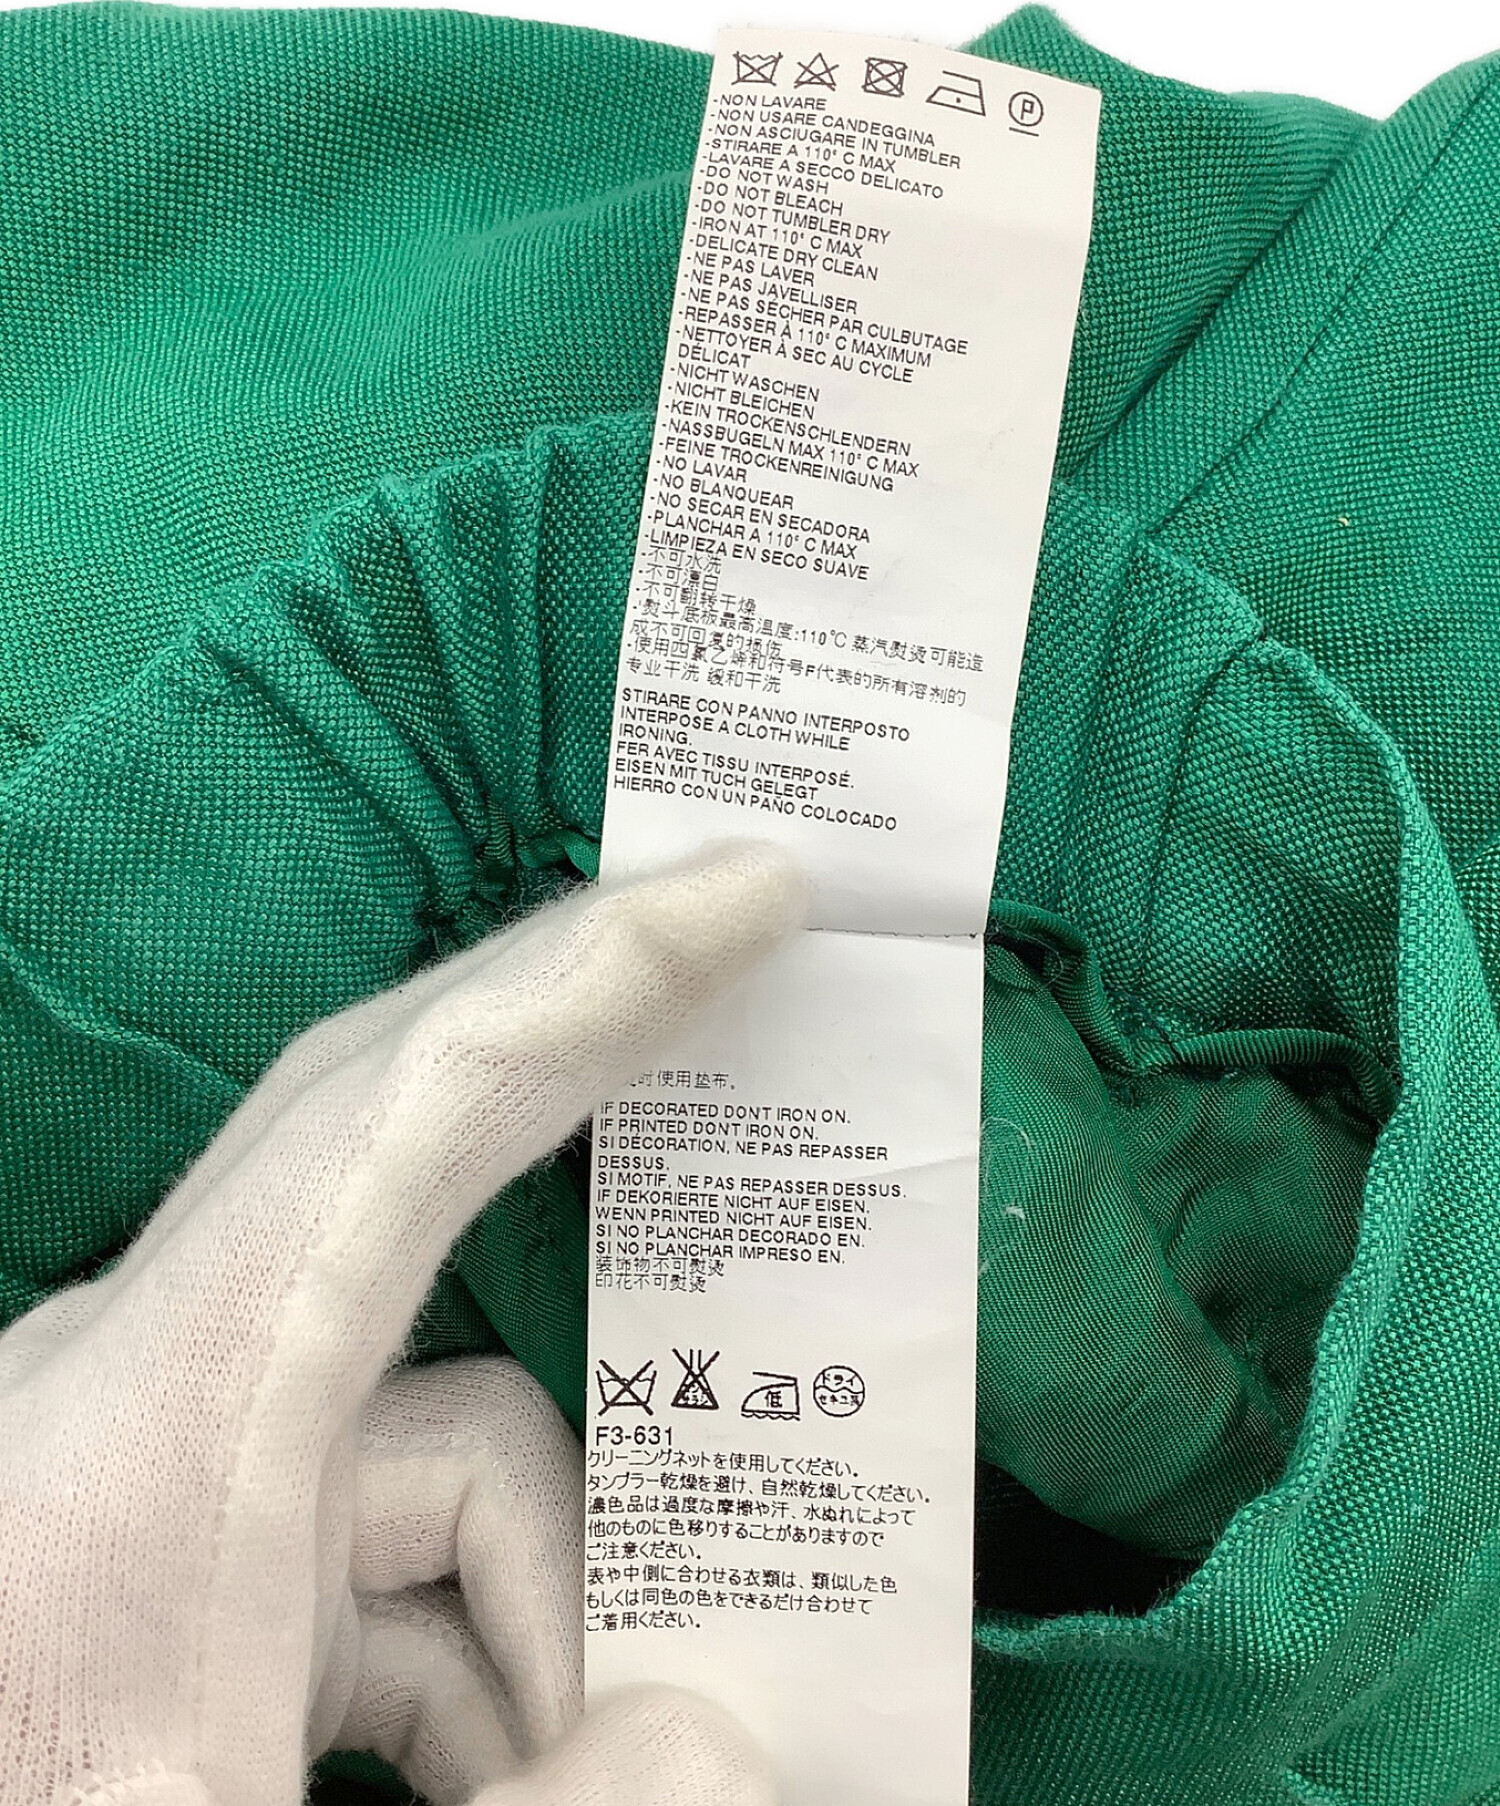 P
-NON LAVARE
-NON USARE CANDEGGINA
-NON ASCIUGARE IN TUMBLER
-STIRARE A 110° C MAX
-LAVARE A SECCO DELICATO
-DO NOT WASH
-DO NOT BLEACH
-DO NOT TUMBLER DRY
-IRON AT 110° C MAX
-DELICATE DRY CLEAN
-NE PAS LAVER
-NE PAS JAVELLISER
-NE PAS SÉCHER PAR CULBUTAGE
-REPASSER À 110° C MAXIMUM
-NETTOYER À SEC AU CYCLE
DÉLICAT
-NICHT WASCHEN
-NICHT BLEICHEN
-KEIN TROCKENSCHLENDERN
-NASSBUGELN MAX 110° C MAX
-FEINE TROCKENREINIGUNG
-NO LAVAR
-NO BLANQUEAR
-NO SECAR EN SECADORA
-PLANCHAR A 110° C MAX
-LIMPIEZA EN SECO SUAVE
-不可水洗
-不可漂白
-不可翻转干燥
-熨斗底板最高温度:110℃ 蒸汽熨烫可能造
成不可回复的损伤
-使用四氯乙烯和符号F代表的所有溶剂的
专业干洗 缓和干洗
STIRARE CON PANNO INTERPOSTO
INTERPOSE A CLOTH WHILE
IRONING.
FER AVEC TISSU INTERPOSÉ.
EISEN MIT TUCH GELEGT
HIERRO CON UN PAÑO COLOCADO
时使用垫布。
IF DECORATED DON'T IRON ON.
IF PRINTED DON'T IRON ON.
SI DÉCORATION, NE PAS REPASSER
DESSUS.
SI MOTIF, NE PAS REPASSER DESSUS.
IF DEKORIERTE NICHT AUF EISEN.
WENN PRINTED NICHT AUF EISEN.
SI NO PLANCHAR DECORADO EN.
SI NO PLANCHAR IMPRESO EN.
装饰物不可熨烫
印花不可熨烫
エンソサラシ 低 ドライ セキユ系
F3-631
クリーニングネットを使用してください。
タンブラー乾燥を避け、自然乾燥してください。
濃色品は過度な摩擦や汗、水ぬれによって
他のものに色移りすることがありますので
ご注意ください。
表や中側に合わせる衣類は、類似した色
もしくは同色の色をできるだけ合わせて
ご着用ください。